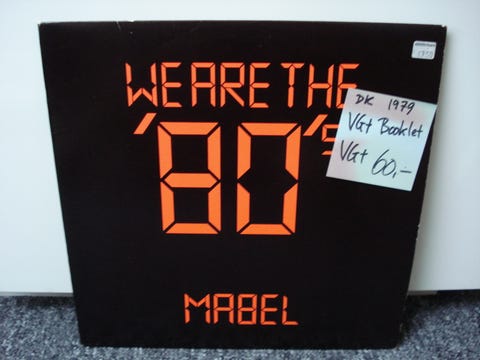 WE ARE THE
'80's
MABEL
DK 1979
VG+ Booklet
VG+ 60,-